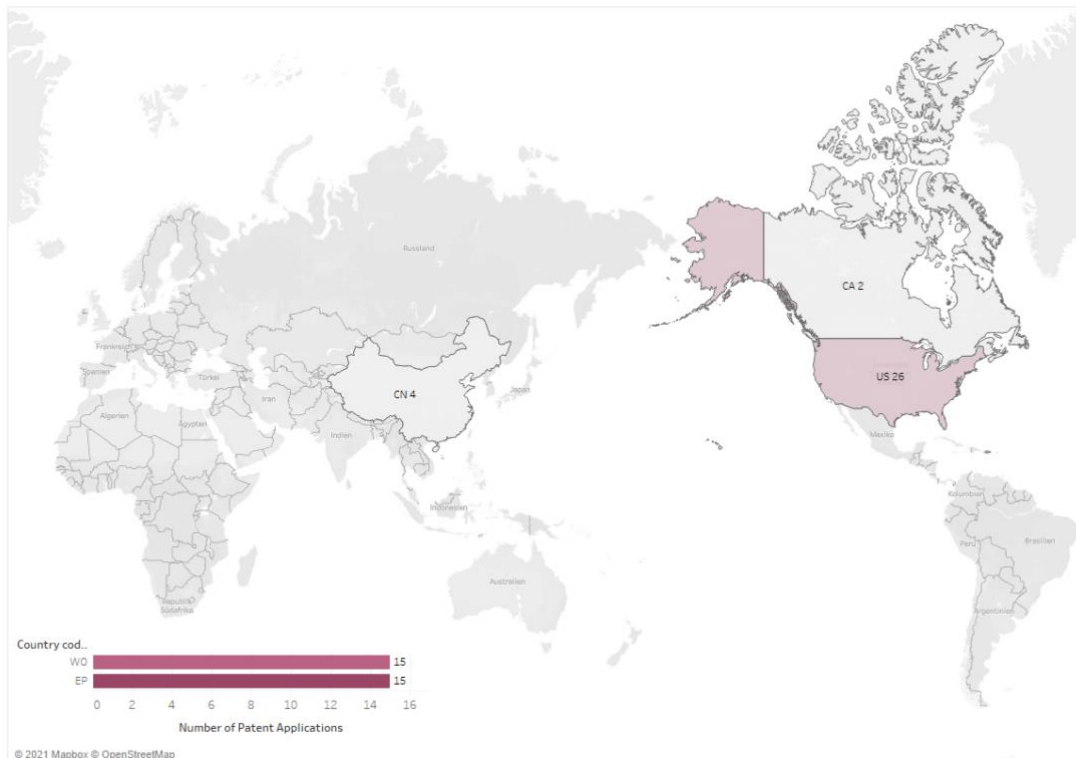 Russland
CA 2
Frankreich
Spanien
Türkei
US 26
CN 4
Japan
Iran
Algerien
Ägypten
Indien
Mexiko
Kolumbien
Indonesien
Peru
Brasilien
Australien
Republik
Südafrika
Argentinien
Country cod..
WO 15
EP 15
0 2 4 6 8 10 12 14 16
Number of Patent Applications
© 2021 Mapbox © OpenStreetMap